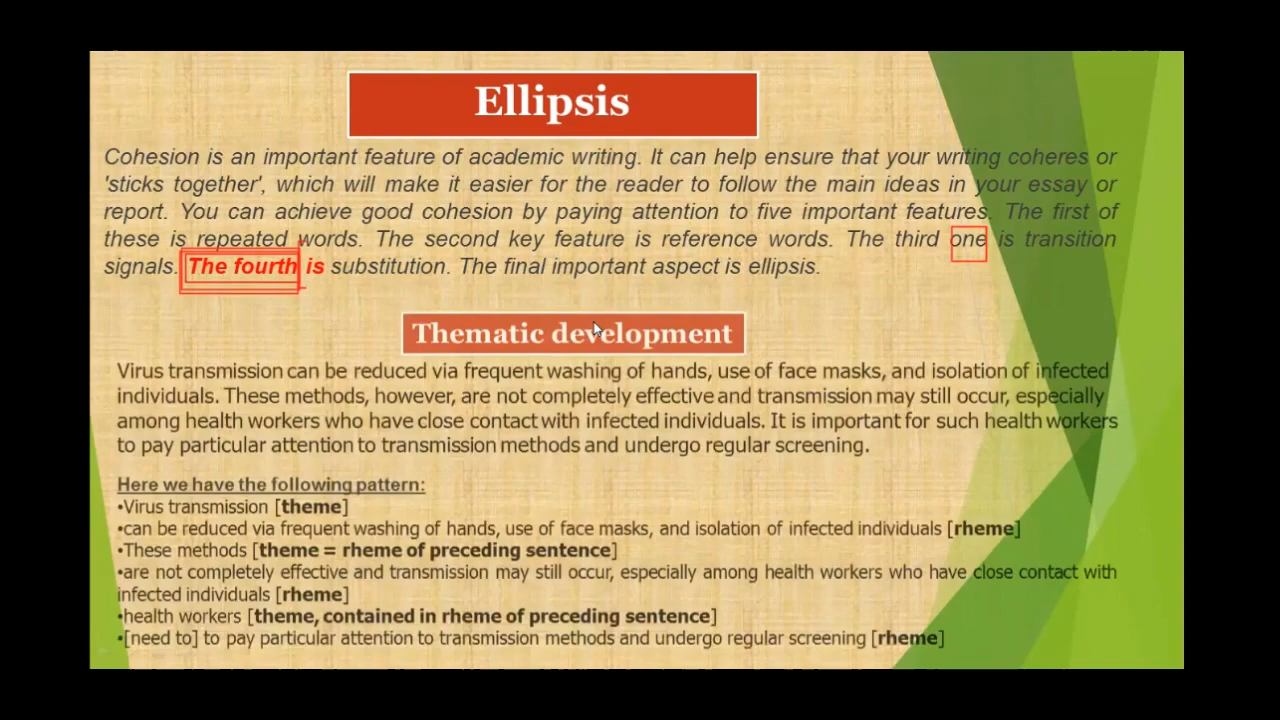 Ellipsis
Cohesion is an important feature of academic writing. It can help ensure that your writing coheres or
'sticks together', which will make it easier for the reader to follow the main ideas in your essay or
report. You can achieve good cohesion by paying attention to five important features. The first of
these is repeated words. The second key feature is reference words. The third one is transition
signals. The fourth is substitution. The final important aspect is ellipsis.
Thematic development
Virus transmission can be reduced via frequent washing of hands, use of face masks, and isolation of infected
individuals. These methods, however, are not completely effective and transmission may still occur, especially
among health workers who have close contact with infected individuals. It is important for such health workers
to pay particular attention to transmission methods and undergo regular screening.
Here we have the following pattern:
•Virus transmission [theme]
•can be reduced via frequent washing of hands, use of face masks, and isolation of infected individuals [rheme]
•These methods [theme = rheme of preceding sentence]
•are not completely effective and transmission may still occur, especially among health workers who have close contact with
infected individuals [rheme]
•health workers [theme, contained in rheme of preceding sentence]
•[need to] to pay particular attention to transmission methods and undergo regular screening [rheme]